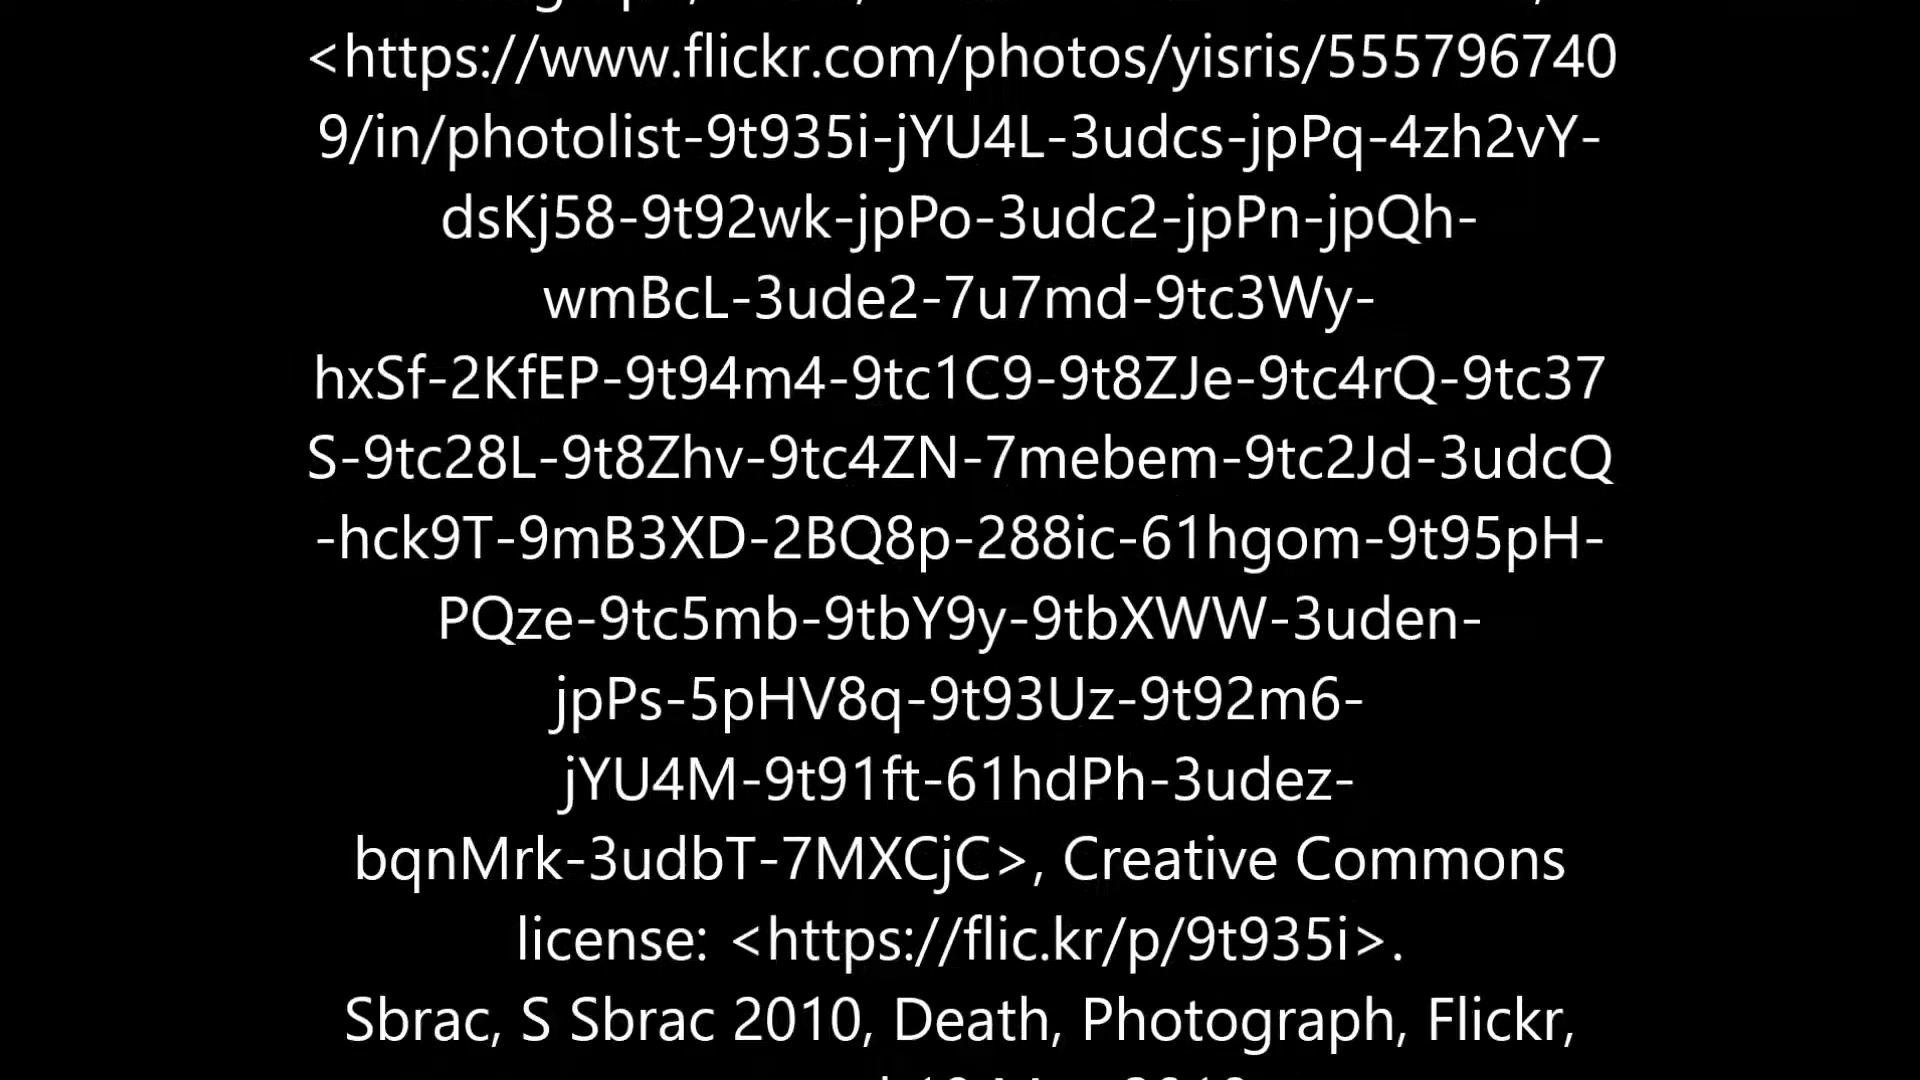 <https://www.flickr.com/photos/yisris/555796740
9/in/photolist-9t935i-jYU4L-3udcs-jpPq-4zh2vY-
dsKj58-9t92wk-jpPo-3udc2-jpPn-jpQh-
wmBcL-3ude2-7u7md-9tc3Wy-
hxSf-2KfEP-9t94m4-9tc1C9-9t8ZJe-9tc4rQ-9tc37
S-9tc28L-9t8Zhv-9tc4ZN-7mebem-9tc2Jd-3udcQ
-hck9T-9mB3XD-2BQ8p-288ic-61hgom-9t95pH-
PQze-9tc5mb-9tbY9y-9tbXWW-3uden-
jpPs-5pHV8q-9t93Uz-9t92m6-
jYU4M-9t91ft-61hdPh-3udez-
bqnMrk-3udbT-7MXCjC>, Creative Commons
license: <https://flic.kr/p/9t935i>.
Sbrac, S Sbrac 2010, Death, Photograph, Flickr,